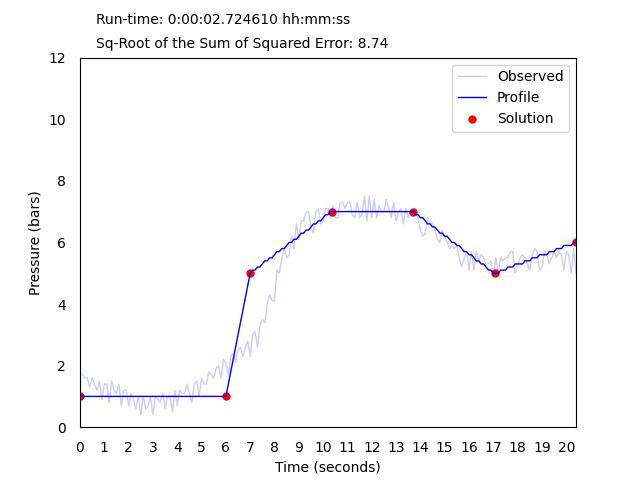 Run-time: 0:00:02.724610 hh:mm:ss
Sq-Root of the Sum of Squared Error: 8.74
12
10
8
6
4
2
0
Pressure (bars)
Observed
Profile
Solution
0 1 2 3 4 5 6 7 8 9 10 11 12 13 14 15 16 17 18 19 20
Time (seconds)